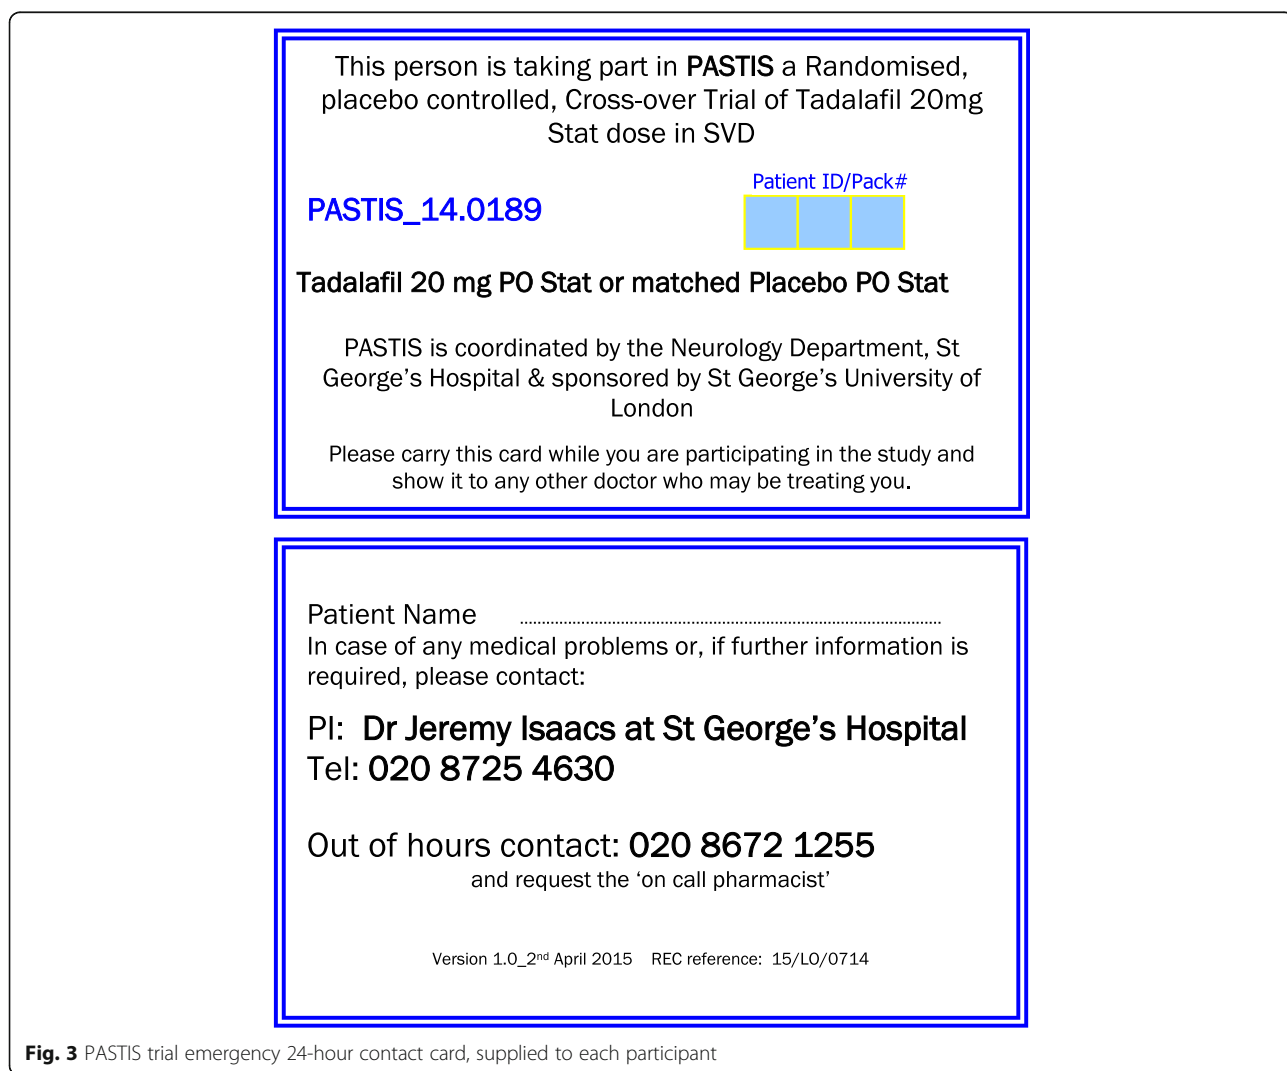 This person is taking part in PASTIS a Randomised,
placebo controlled, Cross-over Trial of Tadalafil 20mg
Stat dose in SVD
Patient ID/Pack#
PASTIS_14.0189
Tadalafil 20 mg PO Stat or matched Placebo PO Stat
PASTIS is coordinated by the Neurology Department, St
George’s Hospital & sponsored by St George’s University of
London
Please carry this card while you are participating in the study and
show it to any other doctor who may be treating you.
Patient Name ................................................................................
In case of any medical problems or, if further information is
required, please contact:
PI: Dr Jeremy Isaacs at St George’s Hospital
Tel: 020 8725 4630
Out of hours contact: 020 8672 1255
and request the ‘on call pharmacist’
Version 1.0_2nd April 2015 REC reference: 15/LO/0714
Fig. 3 PASTIS trial emergency 24-hour contact card, supplied to each participant